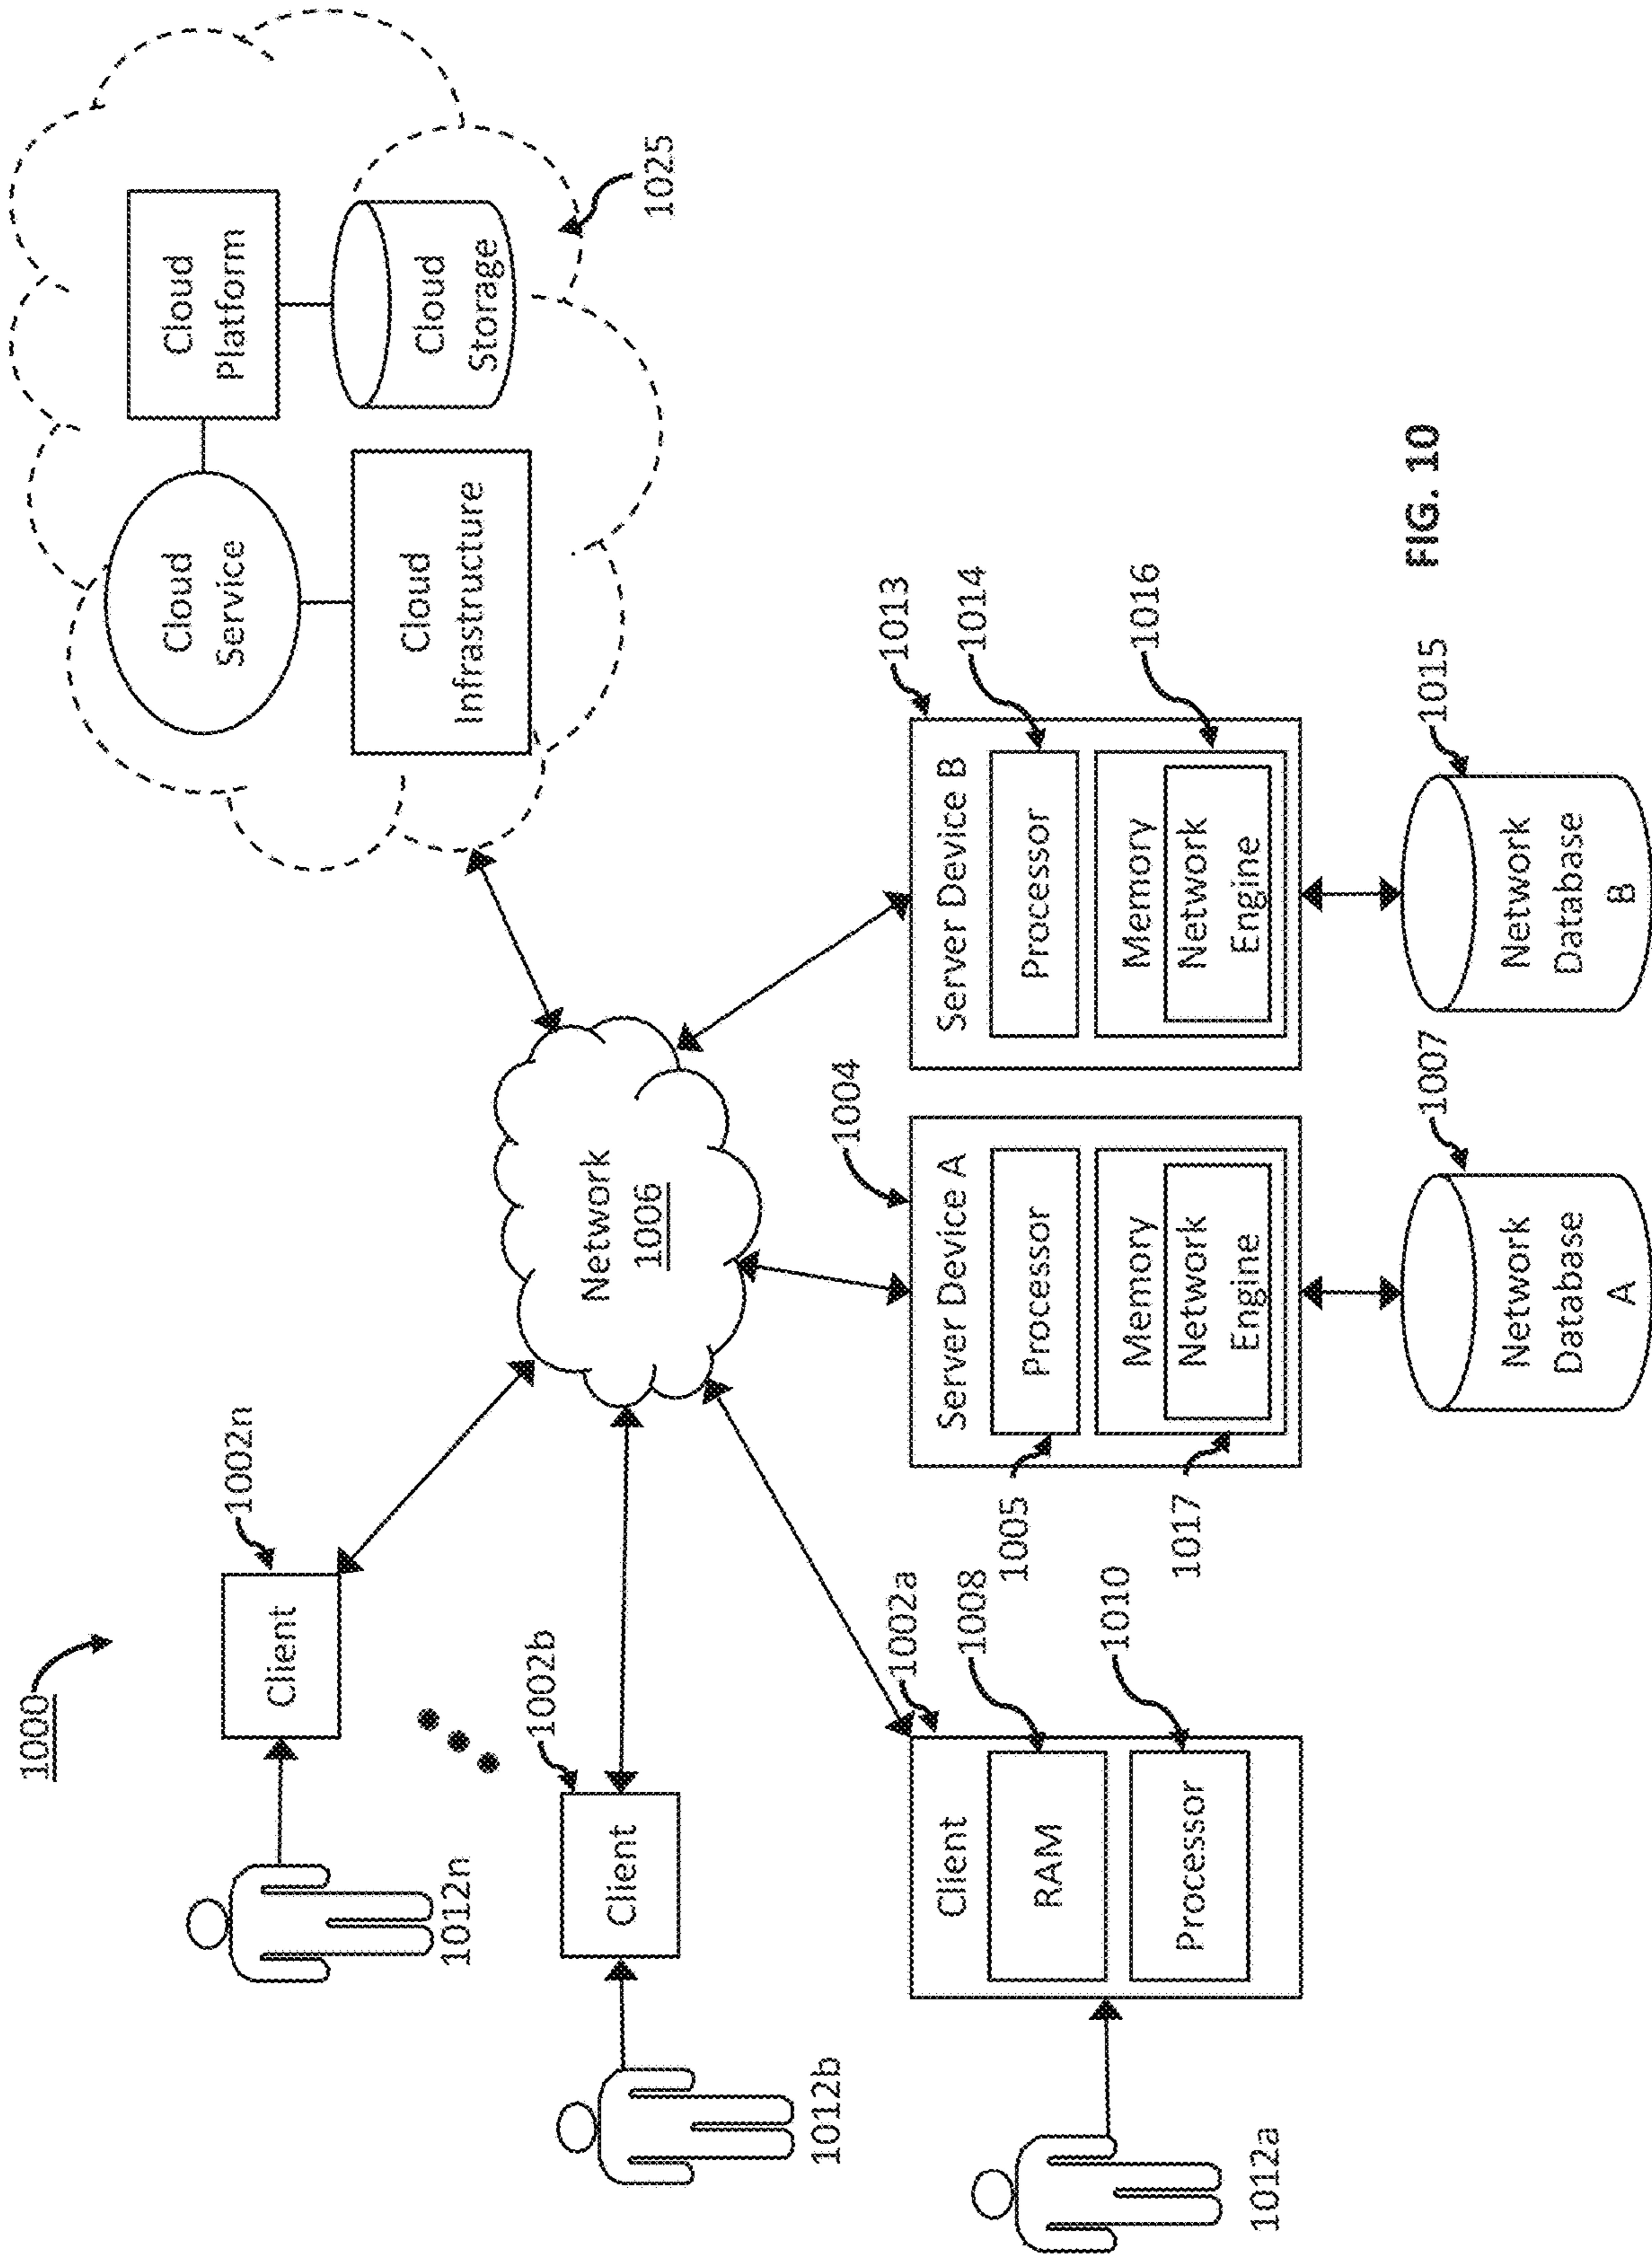 1000
1012n
Client
1002n
1012b
Client
1002b
1012a
Client
RAM
Processor
1002a
1008
1010
Network
1006
Cloud
Service
Cloud
Platform
Cloud
Infrastructure
Cloud
Storage
1025
Server Device A
Processor
Memory
Network
Engine
1004
1005
1017
Network
Database
A
1007
Server Device B
Processor
Memory
Network
Engine
1013
1014
1016
Network
Database
B
1015
FIG. 10